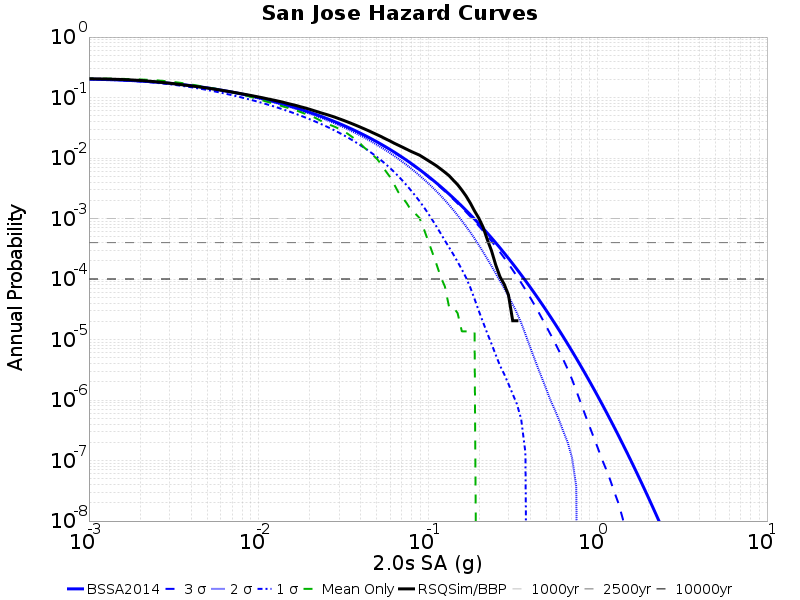 San Jose Hazard Curves
10^0
10^-1
10^-2
10^-3
10^-4
10^-5
10^-6
10^-7
10^-8
Annual Probability
10^-3 10^-2 10^-1 10^0 10^1
2.0s SA (g)
BSSA2014 3 σ 2 σ 1 σ Mean Only RSQSim/BBP 1000yr 2500yr 10000yr